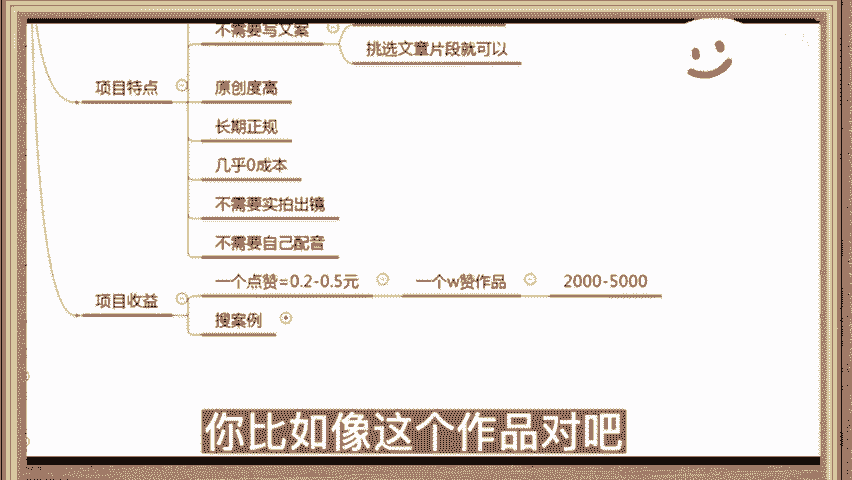 不需要写文案
挑选文章片段就可以
项目特点
原创度高
长期正规
几乎0成本
不需要实拍出镜
不需要自己配音
项目收益
一个点赞=0.2-0.5元
一个w赞作品
2000-5000
搜案例
你比如像这个作品对吧